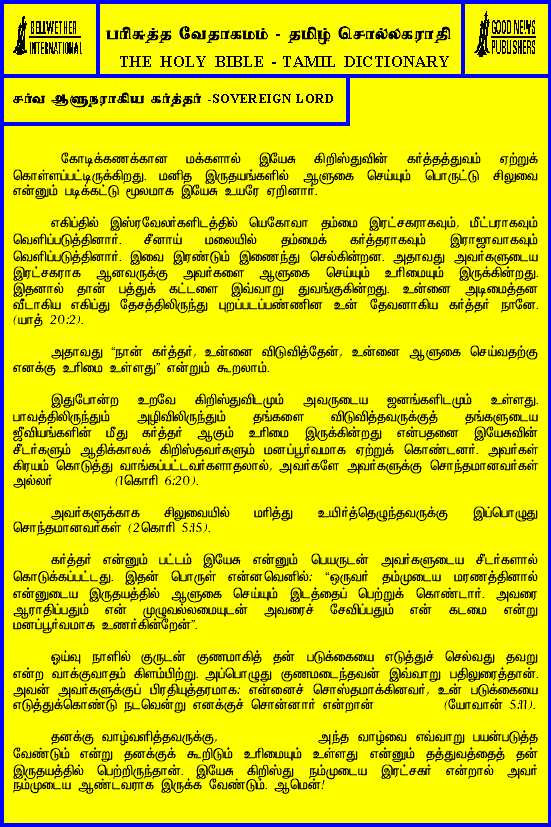 BELLWETHER
INTERNATIONAL
பரிசுத்த வேதாகமம் - தமிழ் சொல்லகராதி
THE HOLY BIBLE - TAMIL DICTIONARY
GOOD NEWS
PUBLISHERS
சர்வ ஆளுநராகிய கர்த்தர் -SOVEREIGN LORD
கோடிக்கணக்கான மக்களால் இயேசு கிறிஸ்துவின் கர்த்தத்துவம் ஏற்றுக்
கொள்ளப்பட்டிருக்கிறது. மனித இருதயங்களில் ஆளுகை செய்யும் பொருட்டு சிலுவை
என்னும் படிக்கட்டு மூலமாக இயேசு உயரே ஏறினார்.
எகிப்தில் இஸ்ரவேலர்களிடத்தில் யெகோவா தம்மை இரட்சகராகவும், மீட்பராகவும்
வெளிப்படுத்தினார். சீனாய் மலையில் தம்மைக் கர்த்தராகவும் இராஜாவாகவும்
வெளிப்படுத்தினார். இவை இரண்டும் இணைந்து செல்கின்றன. அதாவது அவர்களுடைய
இரட்சகராக ஆனவருக்கு அவர்களை ஆளுகை செய்யும் உரிமையும் இருக்கின்றது.
இதனால் தான் பத்துக் கட்டளை இவ்வாறு துவங்குகின்றது. உன்னை அடிமைத்தன
வீடாகிய எகிப்து தேசத்திலிருந்து புறப்படப்பண்ணின உன் தேவனாகிய கர்த்தர் நானே.
(யாத் 20:2).
அதாவது “நான் கர்த்தர், உன்னை விடுவித்தேன், உன்னை ஆளுகை செய்வதற்கு
எனக்கு உரிமை உள்ளது” என்றும் கூறலாம்.
இதுபோன்ற உறவே கிறிஸ்துவிடமும் அவருடைய ஜனங்களிடமும் உள்ளது.
பாவத்திலிருந்தும் அழிவிலிருந்தும் தங்களை விடுவித்தவருக்குத் தங்களுடைய
ஜீவியங்களின் மீது கர்த்தர் ஆகும் உரிமை இருக்கின்றது என்பதனை இயேசுவின்
சீடர்களும் ஆதிக்காலக் கிறிஸ்தவர்களும் மனப்பூர்வமாக ஏற்றுக் கொண்டனர். அவர்கள்
கிரயம் கொடுத்து வாங்கப்பட்டவர்களாதலால், அவர்களே அவர்களுக்கு சொந்தமானவர்கள்
அல்லர் (1கொரி 6:20).
அவர்களுக்காக சிலுவையில் மரித்து உயிர்த்தெழுந்தவருக்கு இப்பொழுது
சொந்தமானவர்கள் (2கொரி 5:15).
கர்த்தர் என்னும் பட்டம் இயேசு என்னும் பெயருடன் அவர்களுடைய சீடர்களால்
கொடுக்கப்பட்டது. இதன் பொருள் என்னவெனில்: “ஒருவர் தம்முடைய மரணத்தினால்
என்னுடைய இருதயத்தில் ஆளுகை செய்யும் இடத்தைப் பெற்றுக் கொண்டார். அவரை
ஆராதிப்பதும் என் முழுவல்லமையுடன் அவரைச் சேவிப்பதும் என் கடமை என்று
மனப்பூர்வமாக உணர்கின்றேன்”.
ஓய்வு நாளில் குருடன் குணமாகித் தன் படுக்கையை எடுத்துச் செல்வது தவறு
என்ற வாக்குவாதம் கிளம்பிற்று. அப்பொழுது குணமடைந்தவன் இவ்வாறு பதிலுரைத்தான்.
அவன் அவர்களுக்குப் பிரதியுத்தரமாக: என்னைச் சொஸ்தமாக்கினவர், உன் படுக்கையை
எடுத்துக்கொண்டு நடவென்று எனக்குச் சொன்னார் என்றான் (யோவான் 5:11).
தனக்கு வாழ்வளித்தவருக்கு, அந்த வாழ்வை எவ்வாறு பயன்படுத்த
வேண்டும் என்று தனக்குக் கூறிடும் உரிமையும் உள்ளது என்னும் தத்துவத்தைத் தன்
இருதயத்தில் பெற்றிருந்தான். இயேசு கிறிஸ்து நம்முடைய இரட்சகர் என்றால் அவர்
நம்முடைய ஆண்டவராக இருக்க வேண்டும். ஆமென்!